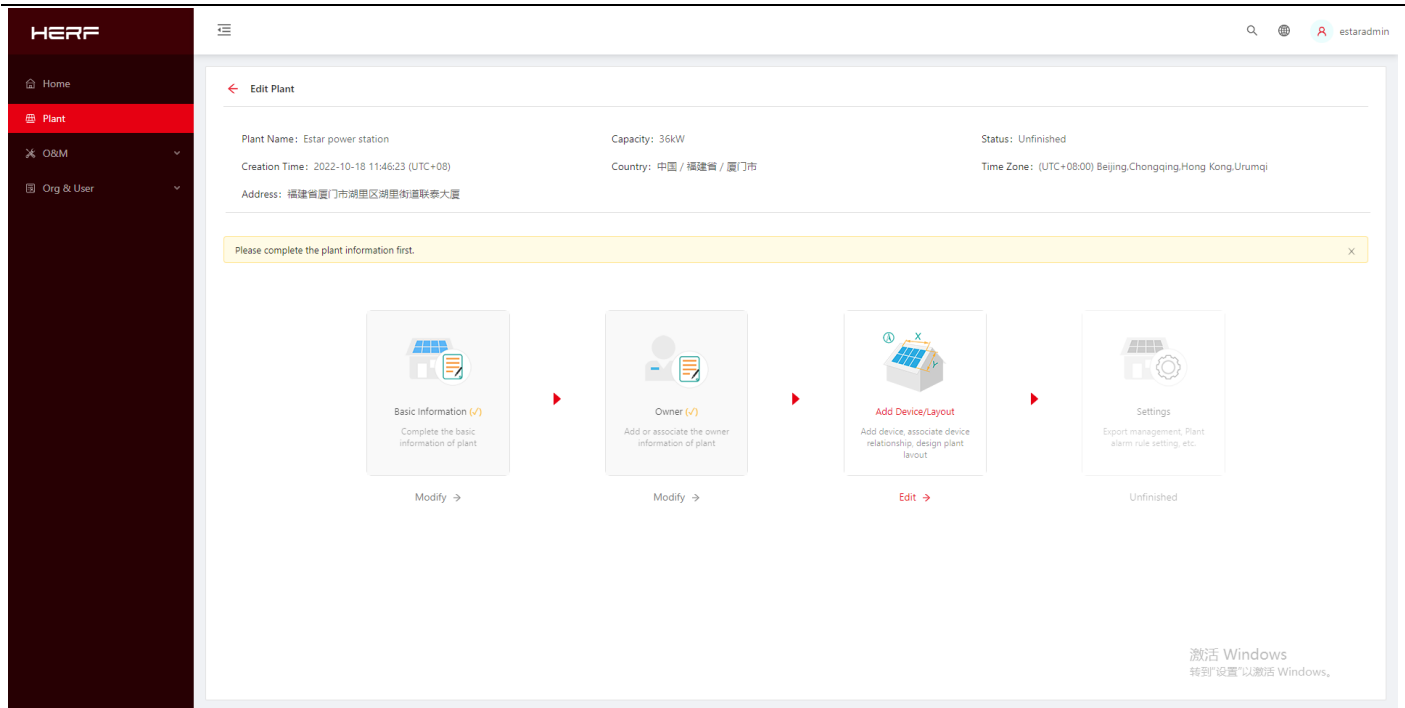 HERF
estaradmin
Home
Plant
O&M
Org & User
Edit Plant
Plant Name: Estar power station
Capacity: 36kW
Status: Unfinished
Creation Time: 2022-10-18 11:46:23 (UTC+08)
Country: 中国 / 福建省 / 厦门市
Time Zone: (UTC+08:00) Beijing,Chongqing,Hong Kong,Urumqi
Address: 福建省厦门市湖里区湖里街道联泰大厦
Please complete the plant information first.
Basic Information (✓)
Complete the basic
information of plant
Modify →
Owner (✓)
Add or associate the owner
information of plant
Modify →
A X
Y
Add Device/Layout
Add device, associate device
relationship, design plant
layout
Edit →
Settings
Export management, Plant
alarm rule setting, etc.
Unfinished
激活 Windows
转到"设置"以激活 Windows。